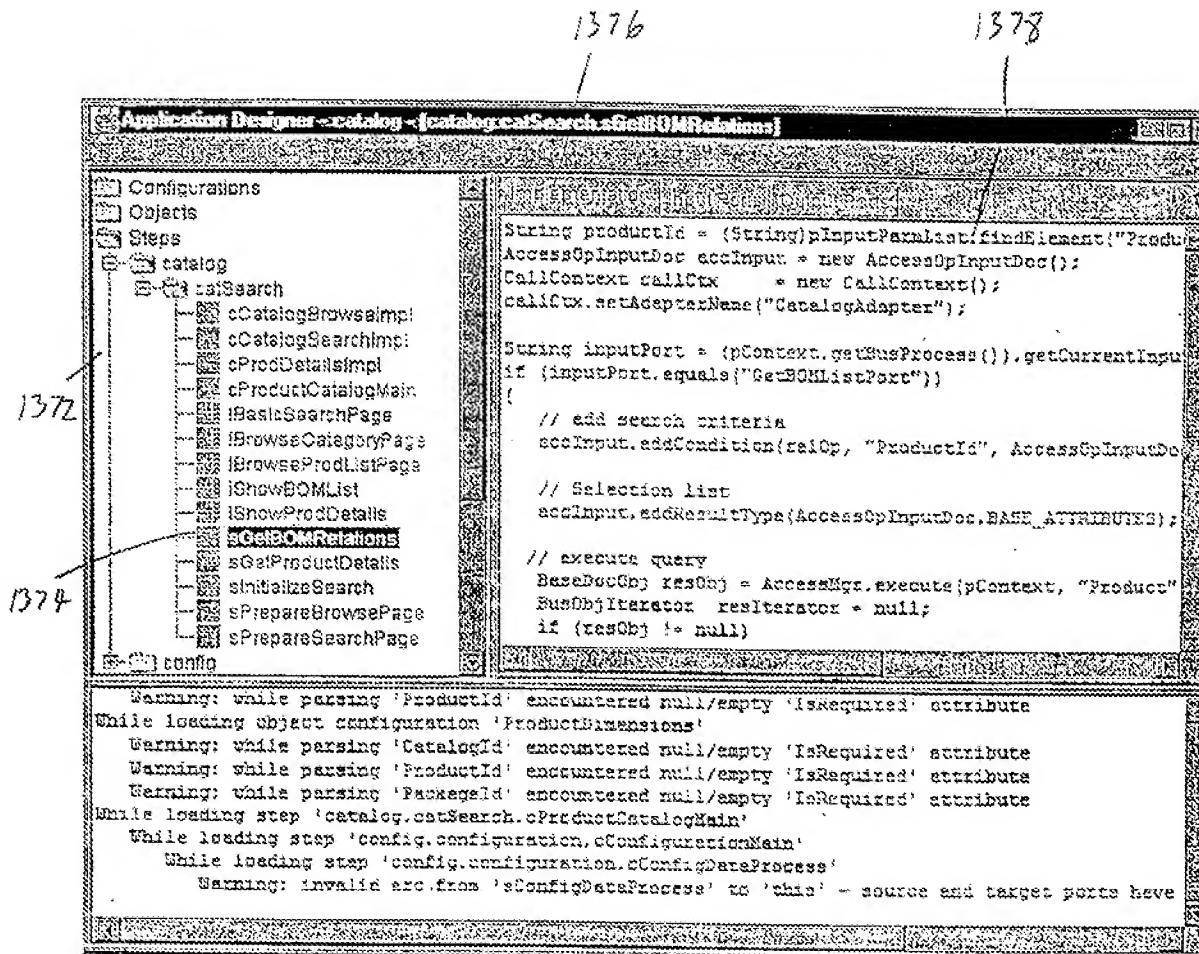 1376
1378
Application Designer - catalog - [catalog.catSearch.sGetBOMRelations]
Configurations
Objects
Steps
catalog
catSearch
cCatalogBrowseImpl
cCatalogSearchImpl
cProdDetailsImpl
cProductCatalogMain
iBasicSearchPage
iBrowseCategoryPage
iBrowseProdListPage
iShowBOMList
iShowProdDetails
sGetBOMRelations
sGetProductDetails
sInitializeSearch
sPrepareBrowsePage
sPrepareSearchPage
config
1372
1374
String productId = (String)pInputParmList.findElement("Produ
AccessOpInputDoc accInput = new AccessOpInputDoc();
CallContext callCtx = new CallContext();
callCtx.setAdapterName("CatalogAdapter");
String inputPort = (pContext.getBusProcess()).getCurrentInpu
if (inputPort.equals("GetBOMListPort"))
{
// add search criteria
accInput.addCondition(relOp, "ProductId", AccessOpInputDo
// Selection list
accInput.addResultType(AccessOpInputDoc.BASE_ATTRIBUTES);
// execute query
BaseDocObj resObj = AccessMgr.execute(pContext, "Product"
BusObjIterator resIterator = null;
if (resObj != null)
Warning: while parsing 'ProductId' encountered null/empty 'IsRequired' attribute
While loading object configuration 'ProductDimensions'
Warning: while parsing 'CatalogId' encountered null/empty 'IsRequired' attribute
Warning: while parsing 'ProductId' encountered null/empty 'IsRequired' attribute
Warning: while parsing 'PackageId' encountered null/empty 'IsRequired' attribute
While loading step 'catalog.catSearch.cProductCatalogMain'
While loading step 'config.configuration.cConfigurationMain'
While loading step 'config.configuration.cConfigDataProcess'
Warning: invalid arc from 'sConfigDataProcess' to 'this' - source and target ports have